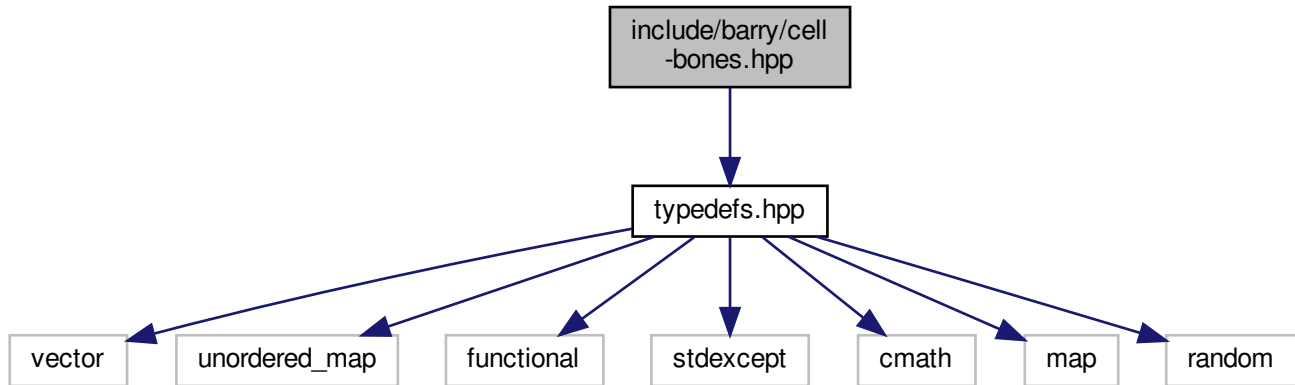 include/barry/cell
-bones.hpp
typedefs.hpp
vector
unordered_map
functional
stdexcept
cmath
map
random